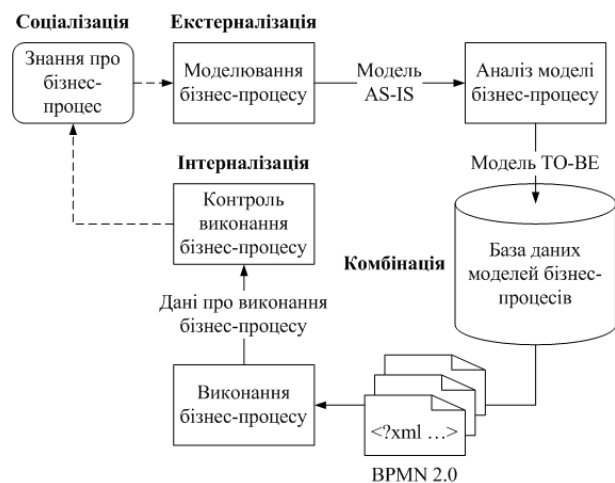 Соціалізація
Екстерналізація
Знання про
бізнес-
процес
Моделювання
бізнес-процесу
Модель
AS-IS
Аналіз моделі
бізнес-процесу
Модель TO-BE
Інтерналізація
Контроль
виконання
бізнес-процесу
Комбінація
База даних
моделей бізнес-
процесів
Дані про виконання
бізнес-процесу
Виконання
бізнес-процесу
<?xml ...>
BPMN 2.0